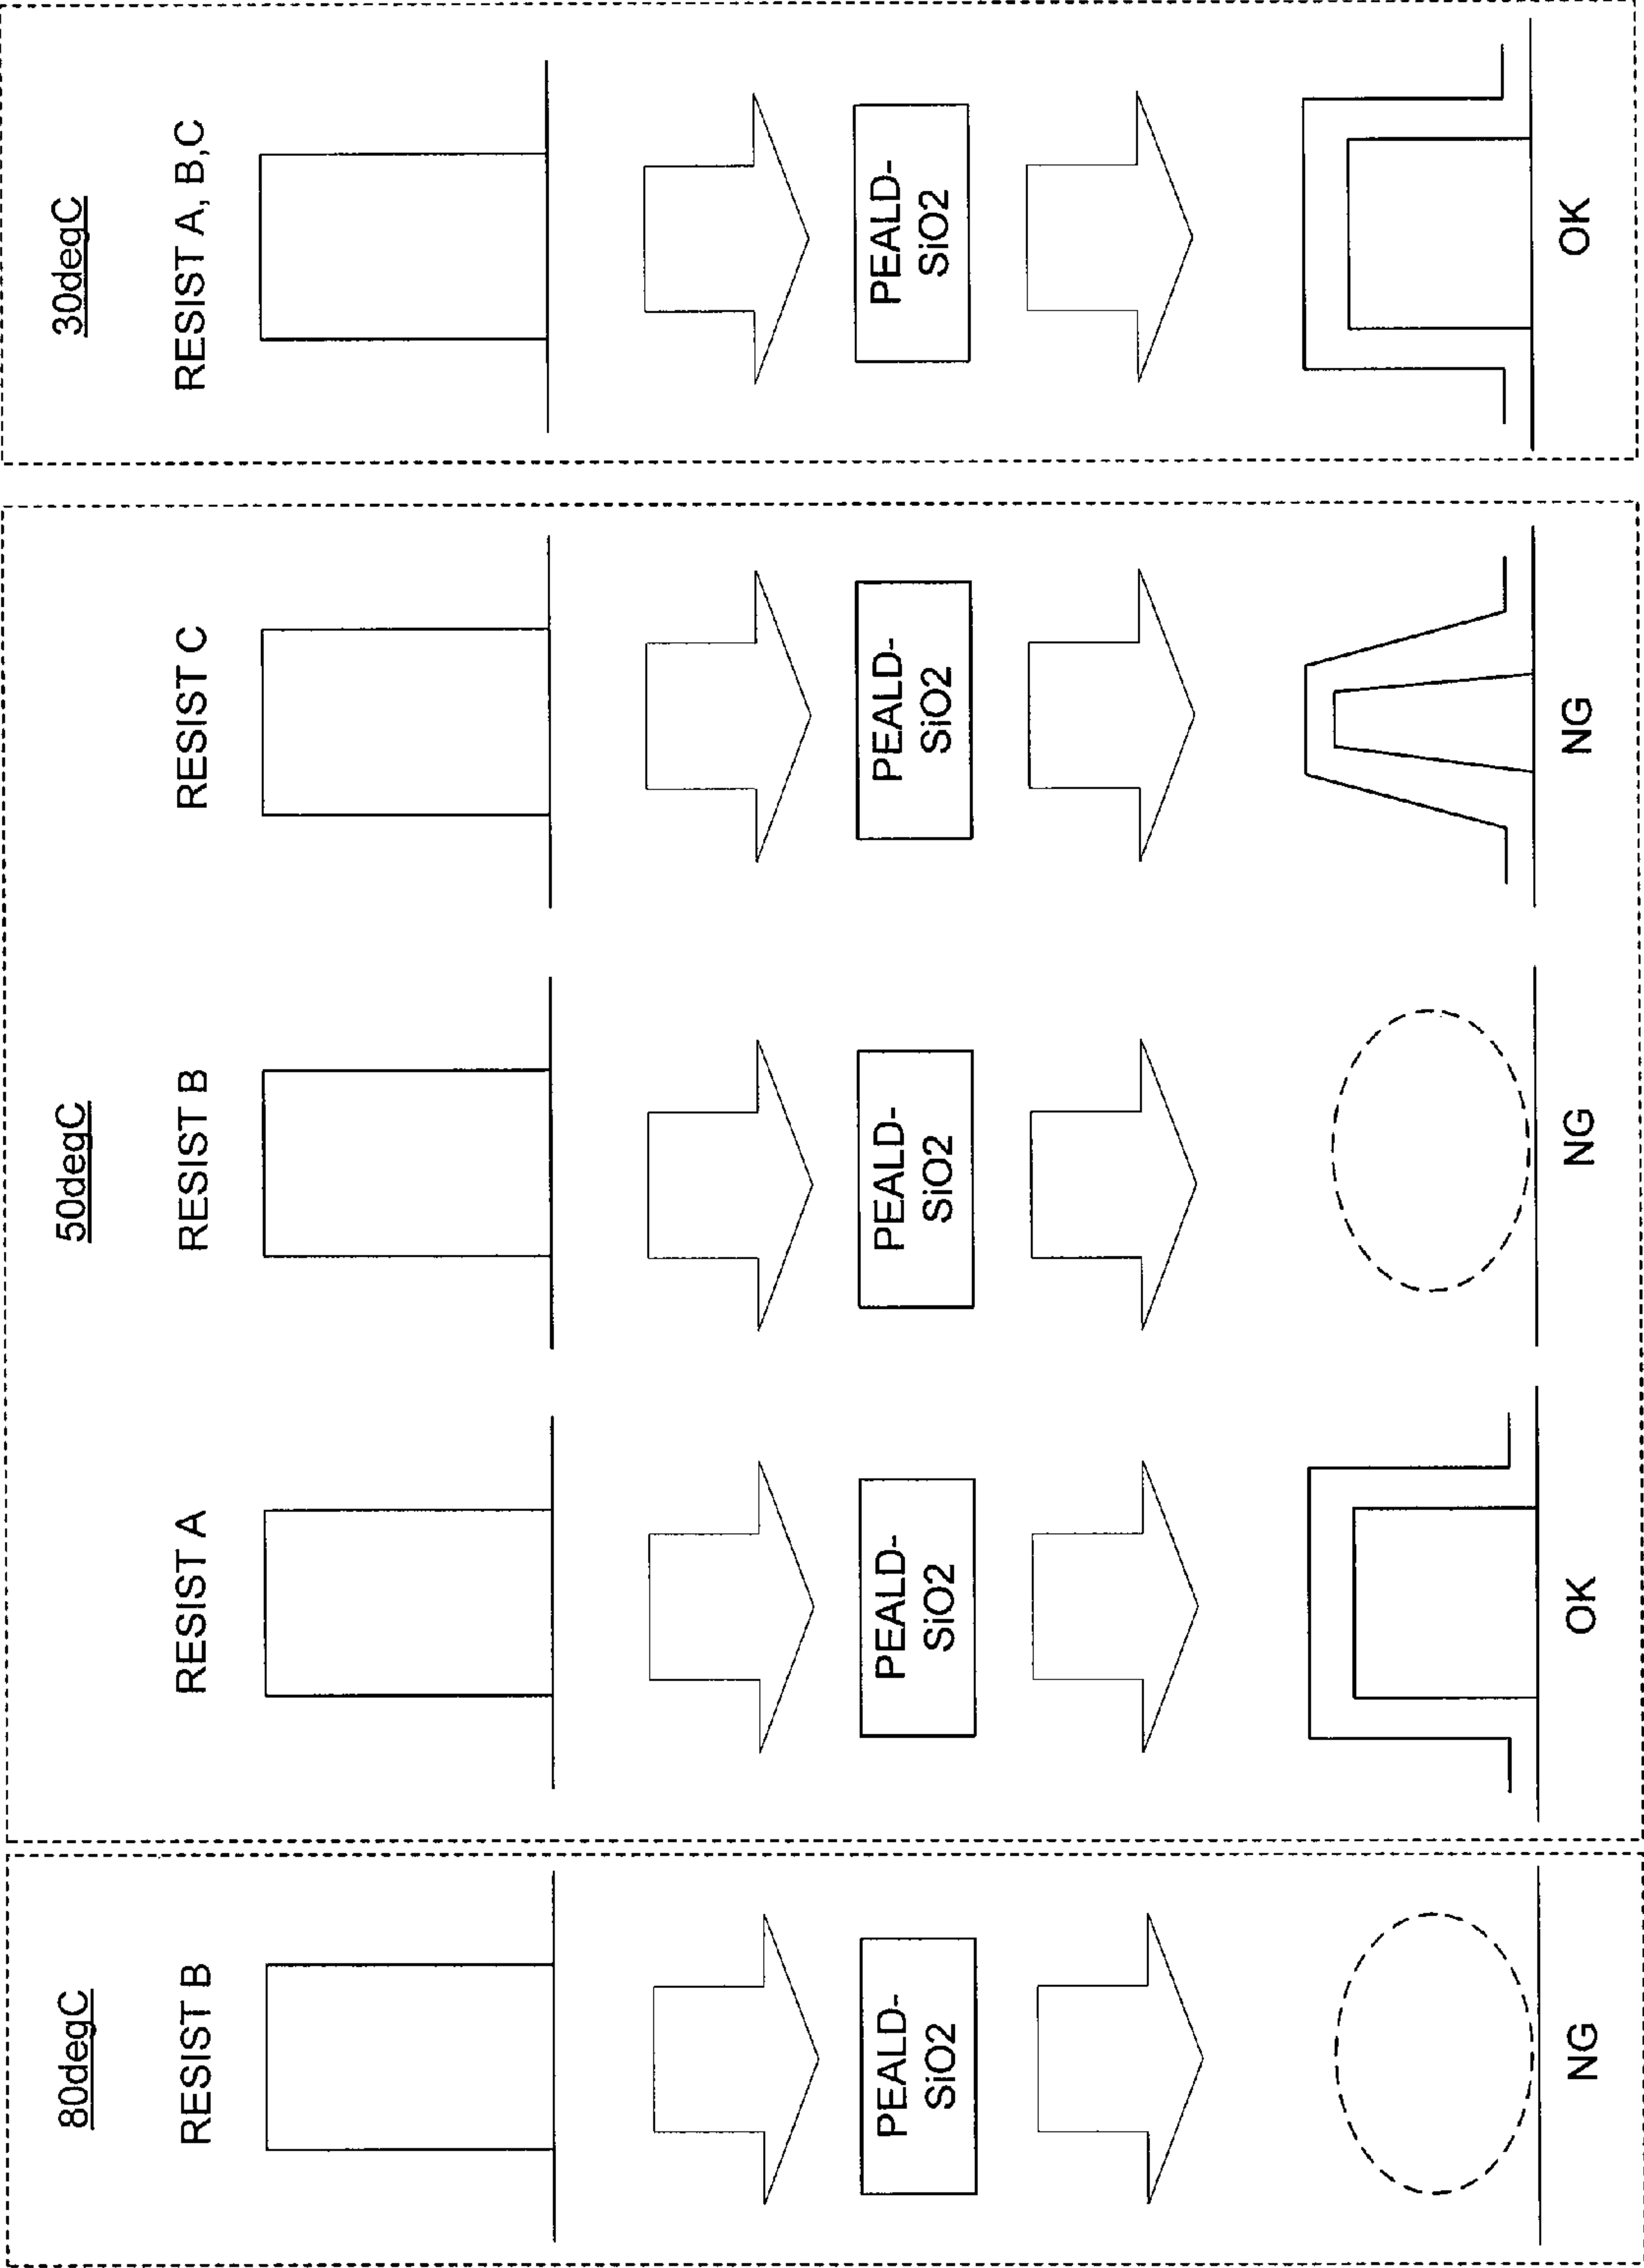 80degC
50degC
30degC
RESIST B
RESIST A
RESIST B
RESIST C
RESIST A, B,C
PEALD-
SiO2
PEALD-
SiO2
PEALD-
SiO2
PEALD-
SiO2
PEALD-
SiO2
NG
OK
NG
NG
OK